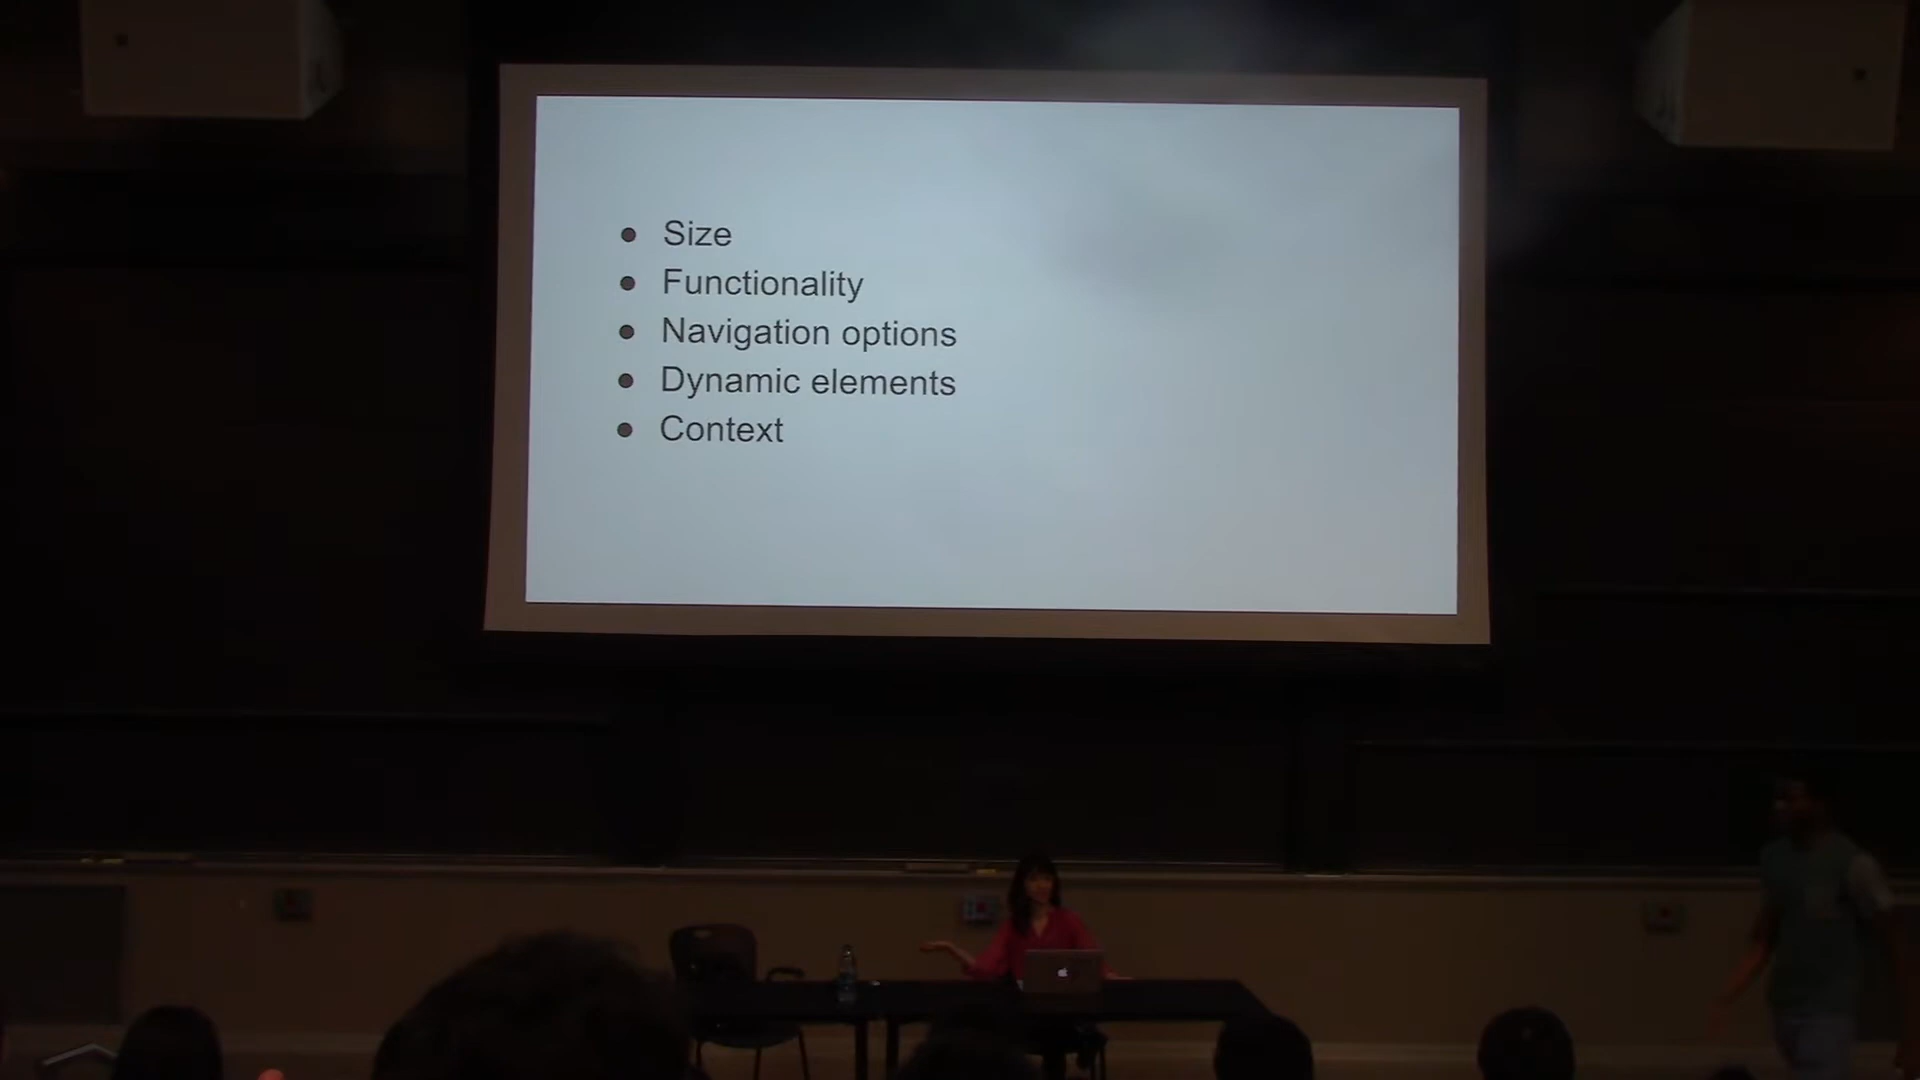 ● Size
● Functionality
● Navigation options
● Dynamic elements
● Context